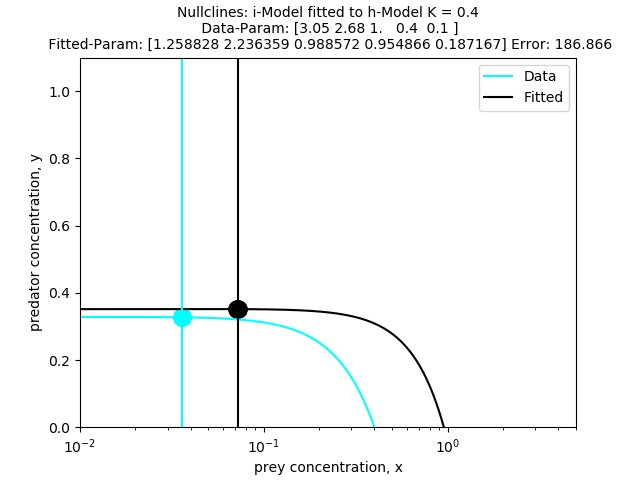 Nullclines: i-Model fitted to h-Model K = 0.4
Data-Param: [3.05 2.68 1.   0.4  0.1 ]
Fitted-Param: [1.258828 2.236359 0.988572 0.954866 0.187167] Error: 186.866
Data
Fitted
1.0
0.8
0.6
0.4
0.2
0.0
predator concentration, y
10⁻²
10⁻¹
10⁰
prey concentration, x